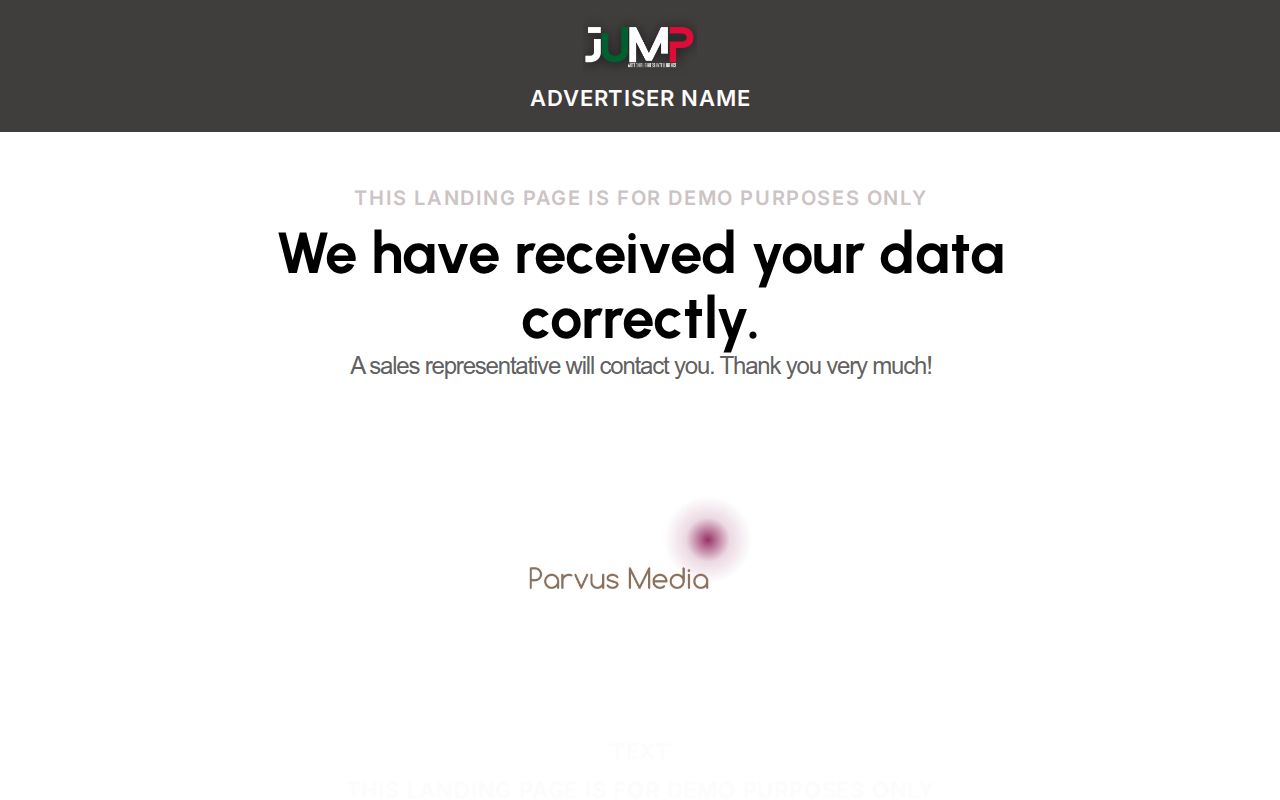 jUMP
ADVERTISER NAME
THIS LANDING PAGE IS FOR DEMO PURPOSES ONLY
We have received your data
correctly.
A sales representative will contact you. Thank you very much!
Parvus Media
TEXT
THIS LANDING PAGE IS FOR DEMO PURPOSES ONLY